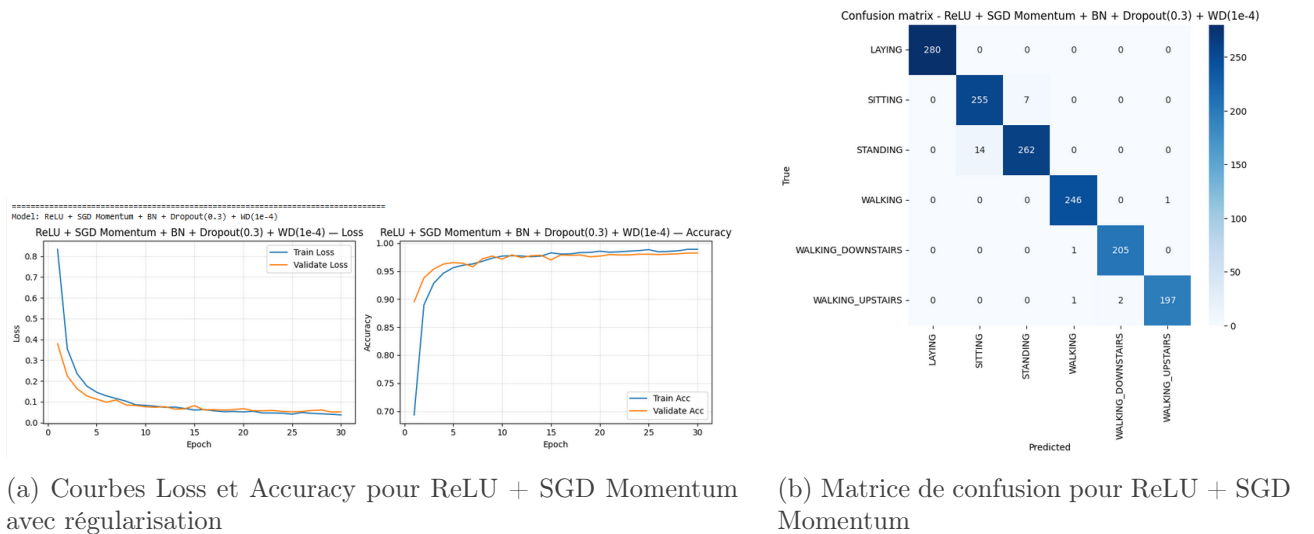 ======================================================================
Model: ReLU + SGD Momentum + BN + Dropout(0.3) + WD(1e-4)
ReLU + SGD Momentum + BN + Dropout(0.3) + WD(1e-4) — Loss
Train Loss
Validate Loss
0.8
0.7
0.6
0.5
0.4
0.3
0.2
0.1
0.0
Loss
0 5 10 15 20 25 30
Epoch
ReLU + SGD Momentum + BN + Dropout(0.3) + WD(1e-4) — Accuracy
1.00
0.95
0.90
0.85
0.80
0.75
0.70
Accuracy
Train Acc
Validate Acc
0 5 10 15 20 25 30
Epoch
(a) Courbes Loss et Accuracy pour ReLU + SGD Momentum
avec régularisation
Confusion matrix - ReLU + SGD Momentum + BN + Dropout(0.3) + WD(1e-4)
True
LAYING 280 0 0 0 0 0
SITTING 0 255 7 0 0 0
STANDING 0 14 262 0 0 0
WALKING 0 0 0 246 0 1
WALKING_DOWNSTAIRS 0 0 0 1 205 0
WALKING_UPSTAIRS 0 0 0 1 2 197
LAYING
SITTING
STANDING
WALKING
WALKING_DOWNSTAIRS
WALKING_UPSTAIRS
Predicted
250
200
150
100
50
0
(b) Matrice de confusion pour ReLU + SGD
Momentum